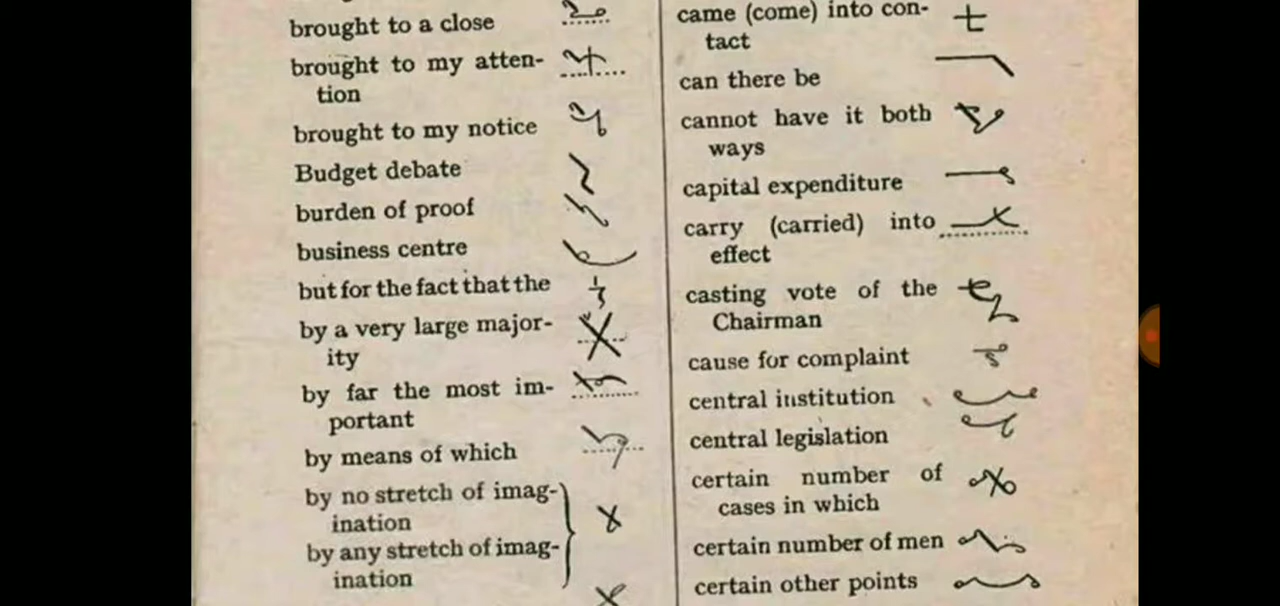 brought to a close
brought to my atten-
tion
brought to my notice
Budget debate
burden of proof
business centre
but for the fact that the
by a very large major-
ity
by far the most im-
portant
by means of which
by no stretch of imag-
ination
by any stretch of imag-
ination
came (come) into con-
tact
can there be
cannot have it both
ways
capital expenditure
carry (carried) into
effect
casting vote of the
Chairman
cause for complaint
central institution
central legislation
certain number of
cases in which
certain number of men
certain other points